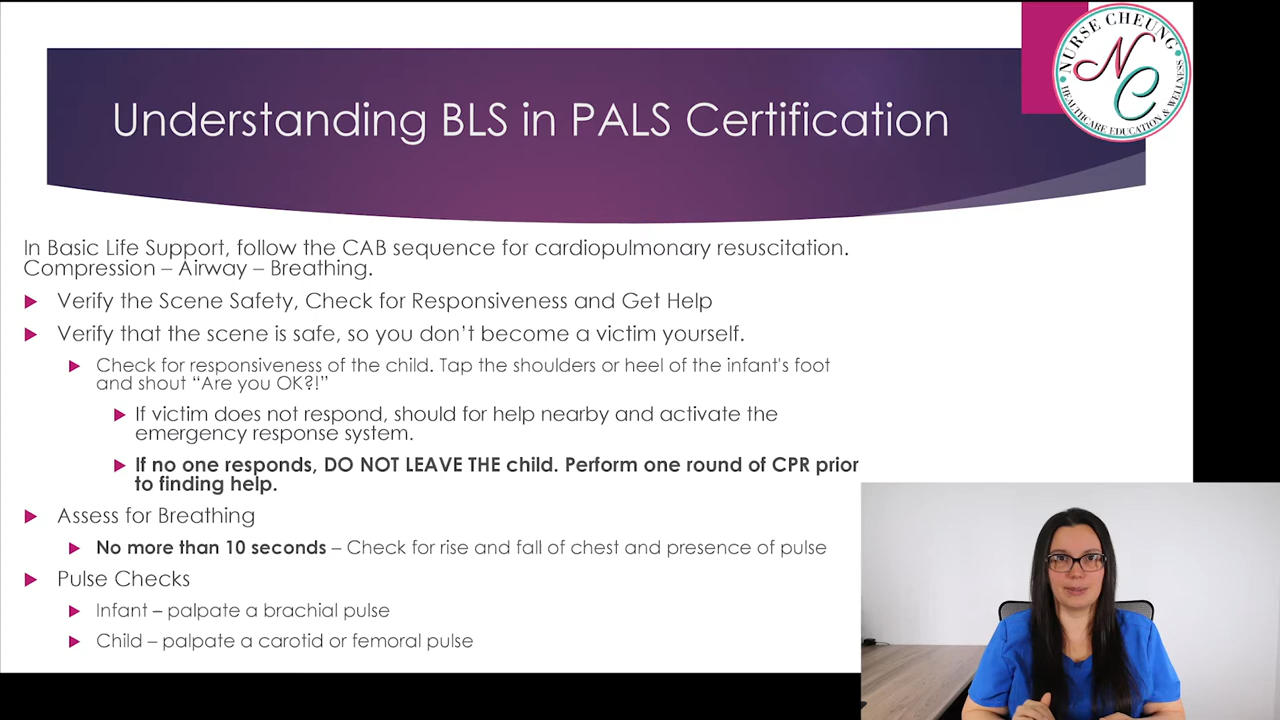 NURSE CHEUNG
NC
HEALTHCARE EDUCATION & WELLNESS
Understanding BLS in PALS Certification
In Basic Life Support, follow the CAB sequence for cardiopulmonary resuscitation.
Compression – Airway – Breathing.
Verify the Scene Safety, Check for Responsiveness and Get Help
Verify that the scene is safe, so you don't become a victim yourself.
Check for responsiveness of the child. Tap the shoulders or heel of the infant's foot
and shout “Are you OK?!”
If victim does not respond, should for help nearby and activate the
emergency response system.
If no one responds, DO NOT LEAVE THE child. Perform one round of CPR prior
to finding help.
Assess for Breathing
No more than 10 seconds – Check for rise and fall of chest and presence of pulse
Pulse Checks
Infant – palpate a brachial pulse
Child – palpate a carotid or femoral pulse